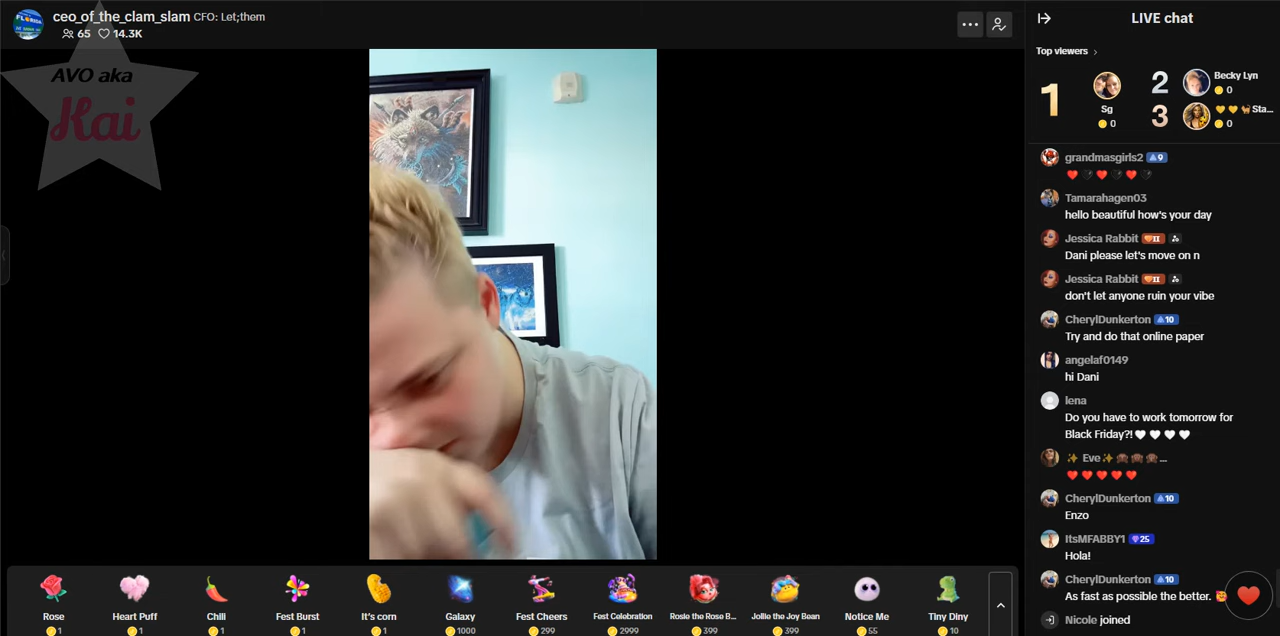 ceo_of_the_clam_slam CFO: Let;them
65 14.3K
AVO aka
Kai
LIVE chat
Top viewers
1
Sg
0
2
Becky Lyn
0
3
Sta...
0
grandmasgirls2 9
Tamarahagen03
hello beautiful how's your day
Jessica Rabbit II
Dani please let's move on n
Jessica Rabbit II
don't let anyone ruin your vibe
CherylDunkerton 10
Try and do that online paper
angelaf0149
hi Dani
lena
Do you have to work tomorrow for
Black Friday?!🤍🤍🤍🤍
✨ Eve✨🙈🙈🙈...
❤️❤️❤️❤️❤️
CherylDunkerton 10
Enzo
ItsMFABBY1 25
Hola!
CherylDunkerton 10
As fast as possible the better. 🥰
Nicole joined
Rose
1
Heart Puff
1
Chili
1
Fest Burst
1
It's corn
1
Galaxy
1000
Fest Cheers
299
Fest Celebration
2999
Rosie the Rose B...
399
Jollie the Joy Bean
399
Notice Me
55
Tiny Diny
10